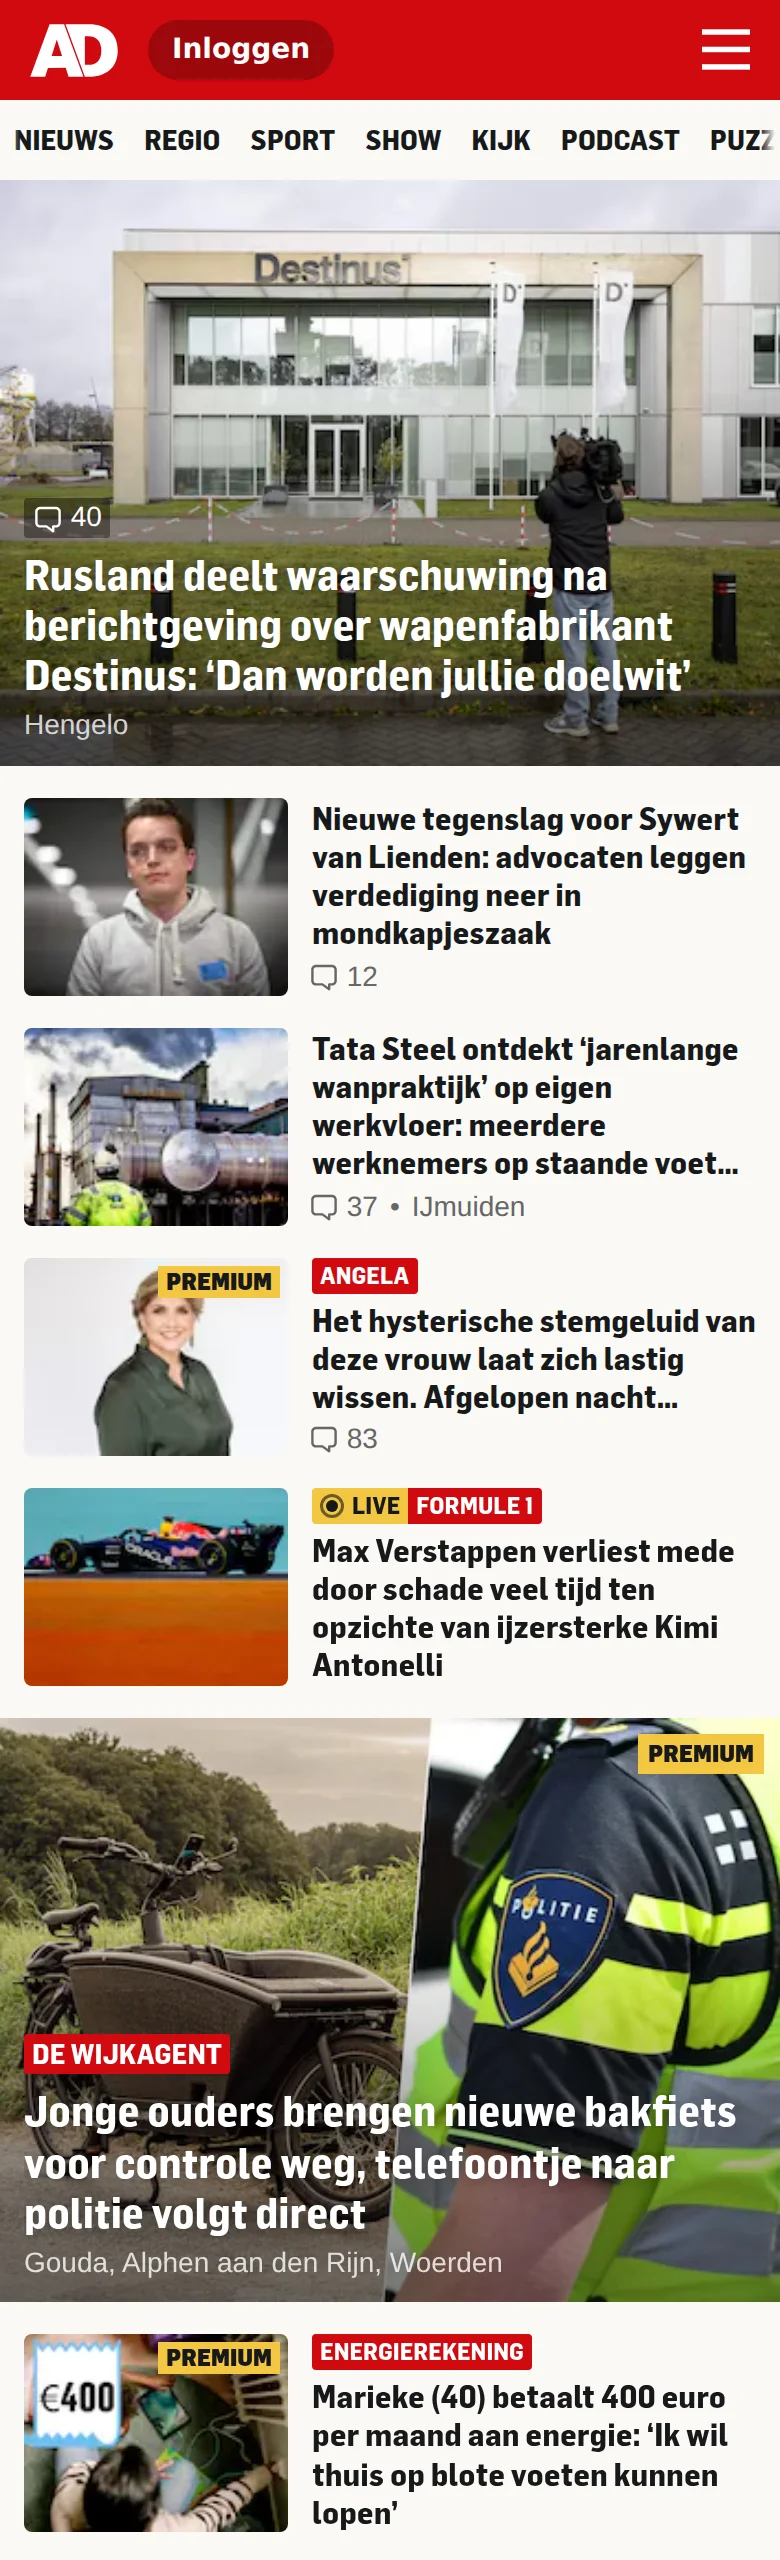 AD
Inloggen
NIEUWS REGIO SPORT SHOW KIJK PODCAST PUZZ
Destinus
D D
40
Rusland deelt waarschuwing na
berichtgeving over wapenfabrikant
Destinus: ‘Dan worden jullie doelwit’
Hengelo
Nieuwe tegenslag voor Sywert
van Lienden: advocaten leggen
verdediging neer in
mondkapjeszaak
12
Tata Steel ontdekt ‘jarenlange
wanpraktijk’ op eigen
werkvloer: meerdere
werknemers op staande voet...
37 • IJmuiden
PREMIUM
ANGELA
Het hysterische stemgeluid van
deze vrouw laat zich lastig
wissen. Afgelopen nacht...
83
ORACLE
LIVE FORMULE 1
Max Verstappen verliest mede
door schade veel tijd ten
opzichte van ijzersterke Kimi
Antonelli
PREMIUM
POLITIE
DE WIJKAGENT
Jonge ouders brengen nieuwe bakfiets
voor controle weg, telefoontje naar
politie volgt direct
Gouda, Alphen aan den Rijn, Woerden
PREMIUM
€400
ENERGIEREKENING
Marieke (40) betaalt 400 euro
per maand aan energie: ‘Ik wil
thuis op blote voeten kunnen
lopen’